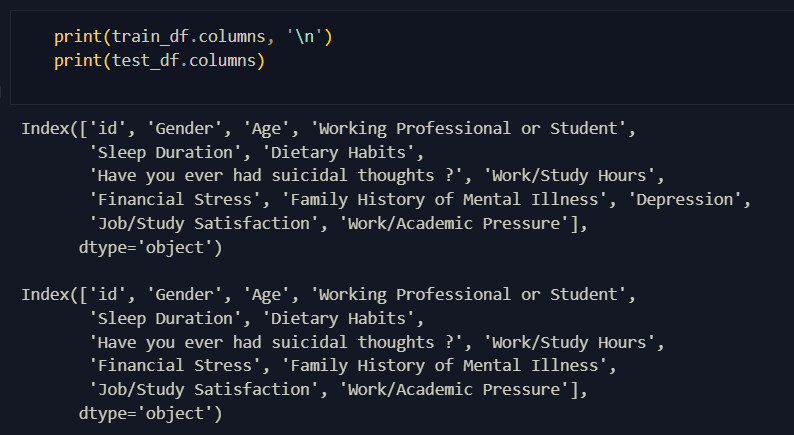 print(train_df.columns, '\n')
print(test_df.columns)
Index(['id', 'Gender', 'Age', 'Working Professional or Student',
'Sleep Duration', 'Dietary Habits',
'Have you ever had suicidal thoughts ?', 'Work/Study Hours',
'Financial Stress', 'Family History of Mental Illness', 'Depression',
'Job/Study Satisfaction', 'Work/Academic Pressure'],
dtype='object')
Index(['id', 'Gender', 'Age', 'Working Professional or Student',
'Sleep Duration', 'Dietary Habits',
'Have you ever had suicidal thoughts ?', 'Work/Study Hours',
'Financial Stress', 'Family History of Mental Illness',
'Job/Study Satisfaction', 'Work/Academic Pressure'],
dtype='object')